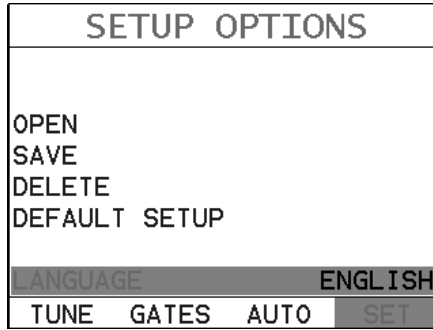 SETUP OPTIONS
OPEN
SAVE
DELETE
DEFAULT SETUP
LANGUAGE ENGLISH
TUNE GATES AUTO SET